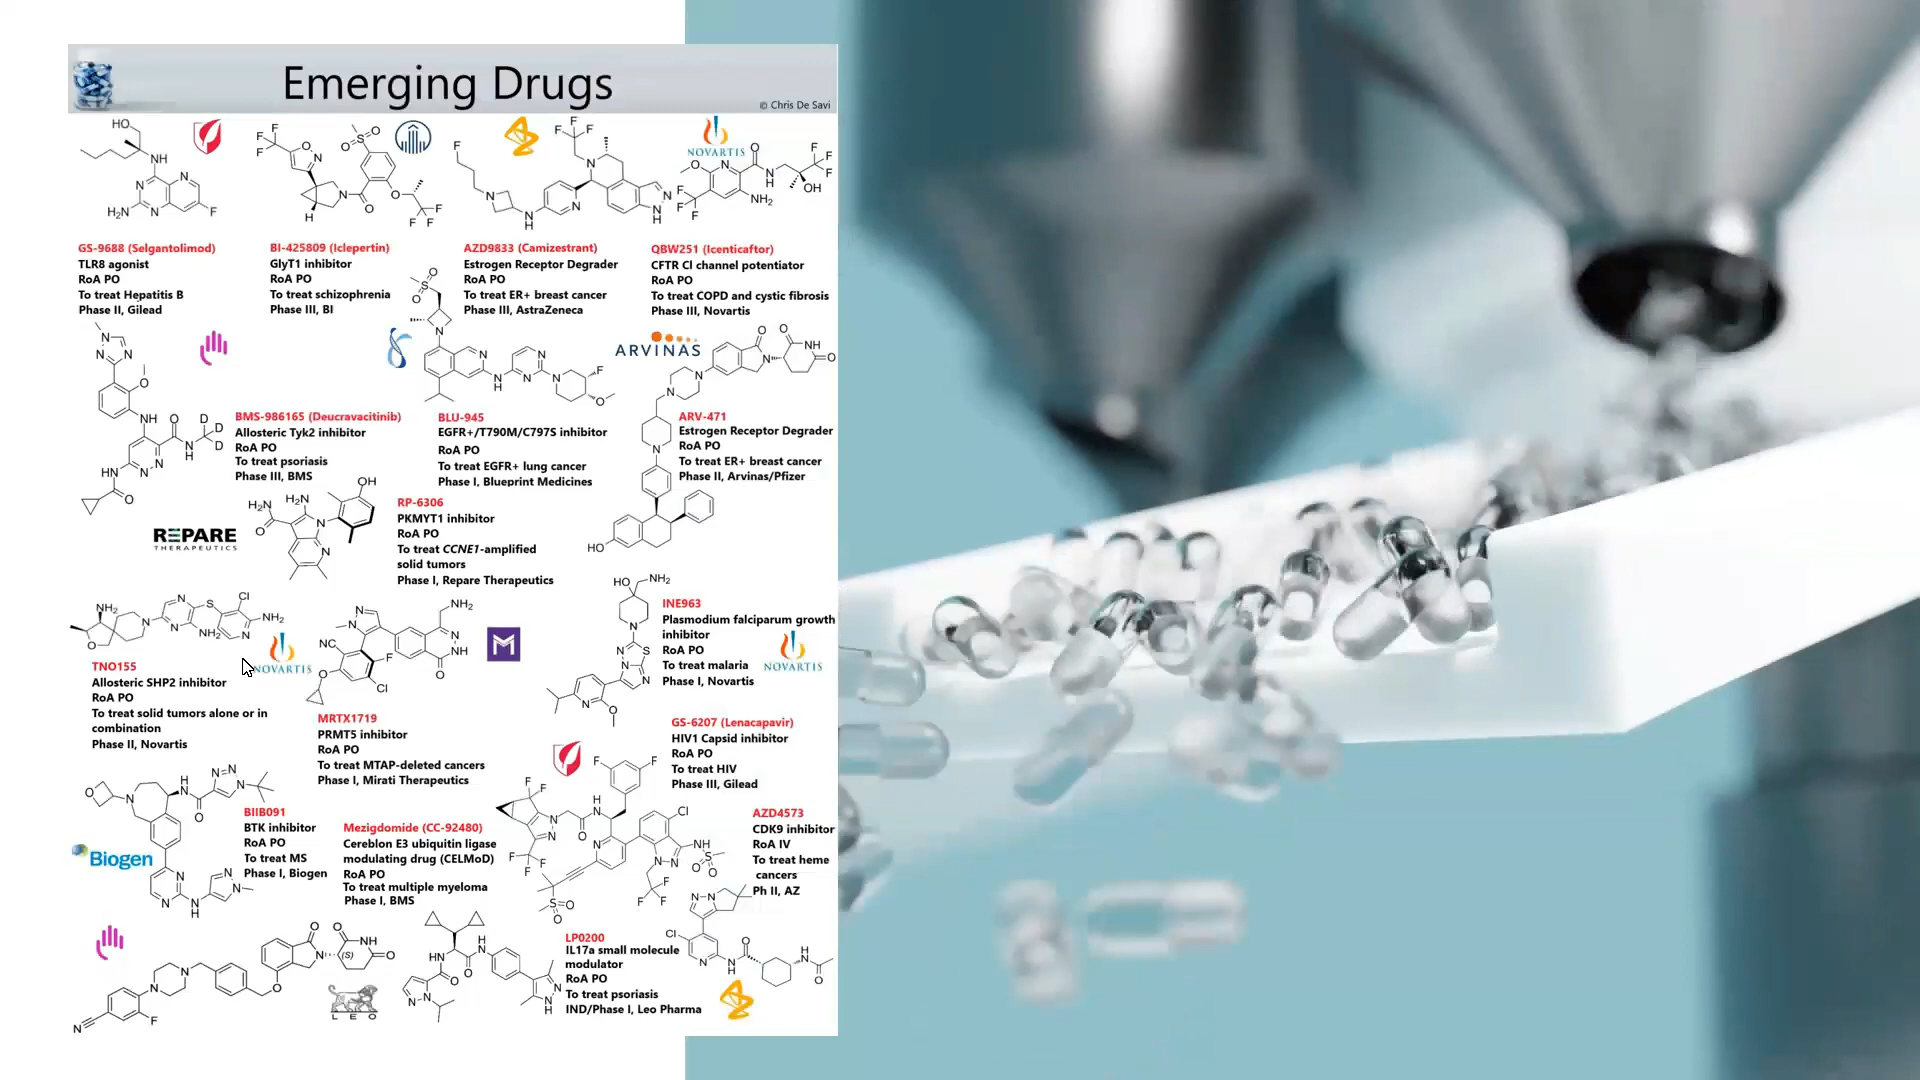 Emerging Drugs
© Chris De Savi
NOVARTIS
GS-9688 (Selgantolimod)
TLR8 agonist
RoA PO
To treat Hepatitis B
Phase II, Gilead
BI-425809 (Iclepertin)
GlyT1 inhibitor
RoA PO
To treat schizophrenia
Phase III, BI
AZD9833 (Camizestrant)
Estrogen Receptor Degrader
RoA PO
To treat ER+ breast cancer
Phase III, AstraZeneca
QBW251 (Icenticaftor)
CFTR Cl channel potentiator
RoA PO
To treat COPD and cystic fibrosis
Phase III, Novartis
BMS-986165 (Deucravacitinib)
Allosteric Tyk2 inhibitor
RoA PO
To treat psoriasis
Phase III, BMS
BLU-945
EGFR+/T790M/C797S inhibitor
RoA PO
To treat EGFR+ lung cancer
Phase I, Blueprint Medicines
ARVINAS
ARV-471
Estrogen Receptor Degrader
RoA PO
To treat ER+ breast cancer
Phase II, Arvinas/Pfizer
REPARE
THERAPEUTICS
RP-6306
PKMYT1 inhibitor
RoA PO
To treat CCNE1-amplified
solid tumors
Phase I, Repare Therapeutics
TNO155
Allosteric SHP2 inhibitor
RoA PO
To treat solid tumors alone or in
combination
Phase II, Novartis
NOVARTIS
MRTX1719
PRMT5 inhibitor
RoA PO
To treat MTAP-deleted cancers
Phase I, Mirati Therapeutics
M
INE963
Plasmodium falciparum growth
inhibitor
RoA PO
To treat malaria
Phase I, Novartis
NOVARTIS
GS-6207 (Lenacapavir)
HIV1 Capsid inhibitor
RoA PO
To treat HIV
Phase III, Gilead
Biogen
BIIB091
BTK inhibitor
RoA PO
To treat MS
Phase I, Biogen
Mezigdomide (CC-92480)
Cereblon E3 ubiquitin ligase
modulating drug (CELMoD)
RoA PO
To treat multiple myeloma
Phase I, BMS
AZD4573
CDK9 inhibitor
RoA IV
To treat heme
cancers
Ph II, AZ
LEO
LP0200
IL17a small molecule
modulator
RoA PO
To treat psoriasis
IND/Phase I, Leo Pharma